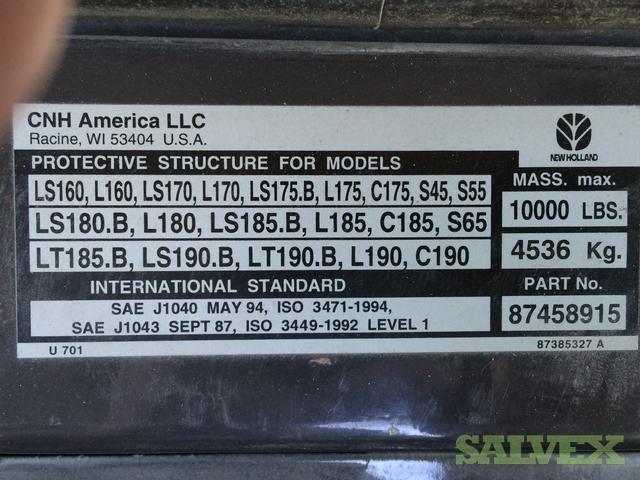 CNH America LLC
Racine, WI 53404 U.S.A.
NEW HOLLAND
PROTECTIVE STRUCTURE FOR MODELS
LS160, L160, LS170, L170, LS175.B, L175, C175, S45, S55
LS180.B, L180, LS185.B, L185, C185, S65
LT185.B, LS190.B, LT190.B, L190, C190
MASS. max.
10000 LBS.
4536 Kg.
INTERNATIONAL STANDARD
SAE J1040 MAY 94, ISO 3471-1994,
SAE J1043 SEPT 87, ISO 3449-1992 LEVEL 1
PART No.
87458915
U 701
87385327 A
SALVEX